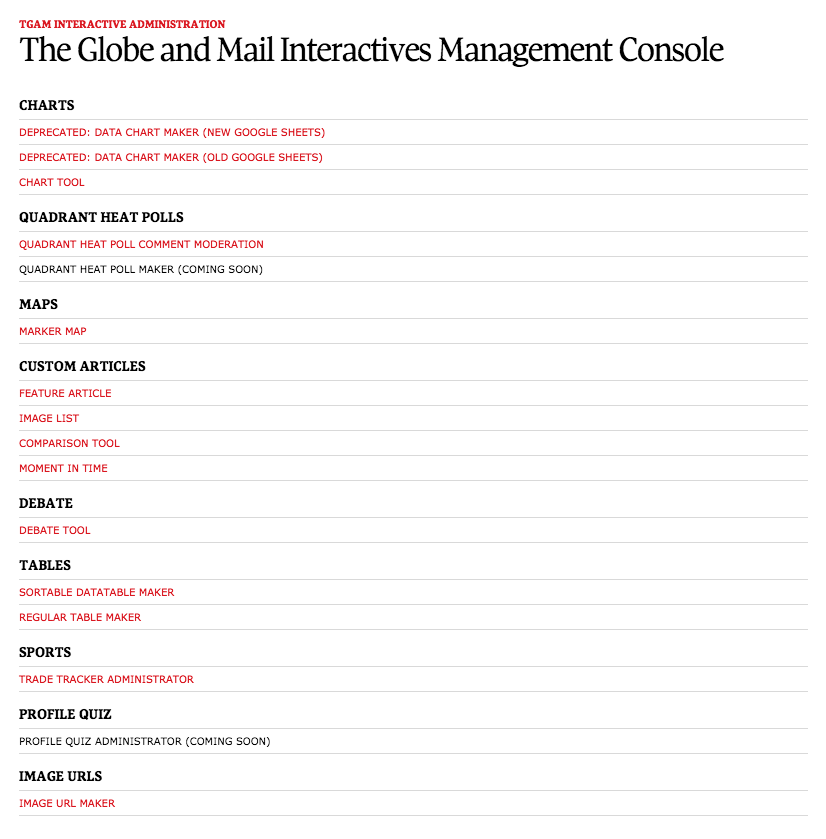 TGAM INTERACTIVE ADMINISTRATION
The Globe and Mail Interactives Management Console
CHARTS
DEPRECATED: DATA CHART MAKER (NEW GOOGLE SHEETS)
DEPRECATED: DATA CHART MAKER (OLD GOOGLE SHEETS)
CHART TOOL
QUADRANT HEAT POLLS
QUADRANT HEAT POLL COMMENT MODERATION
QUADRANT HEAT POLL MAKER (COMING SOON)
MAPS
MARKER MAP
CUSTOM ARTICLES
FEATURE ARTICLE
IMAGE LIST
COMPARISON TOOL
MOMENT IN TIME
DEBATE
DEBATE TOOL
TABLES
SORTABLE DATATABLE MAKER
REGULAR TABLE MAKER
SPORTS
TRADE TRACKER ADMINISTRATOR
PROFILE QUIZ
PROFILE QUIZ ADMINISTRATOR (COMING SOON)
IMAGE URLS
IMAGE URL MAKER